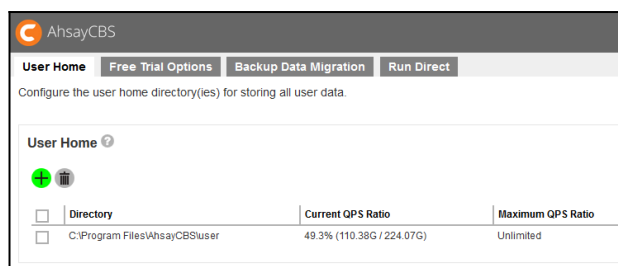 AhsayCBS
User Home Free Trial Options Backup Data Migration Run Direct
Configure the user home directory(ies) for storing all user data.
User Home ?
Directory Current QPS Ratio Maximum QPS Ratio
C:\Program Files\AhsayCBS\user 49.3% (110.38G / 224.07G) Unlimited